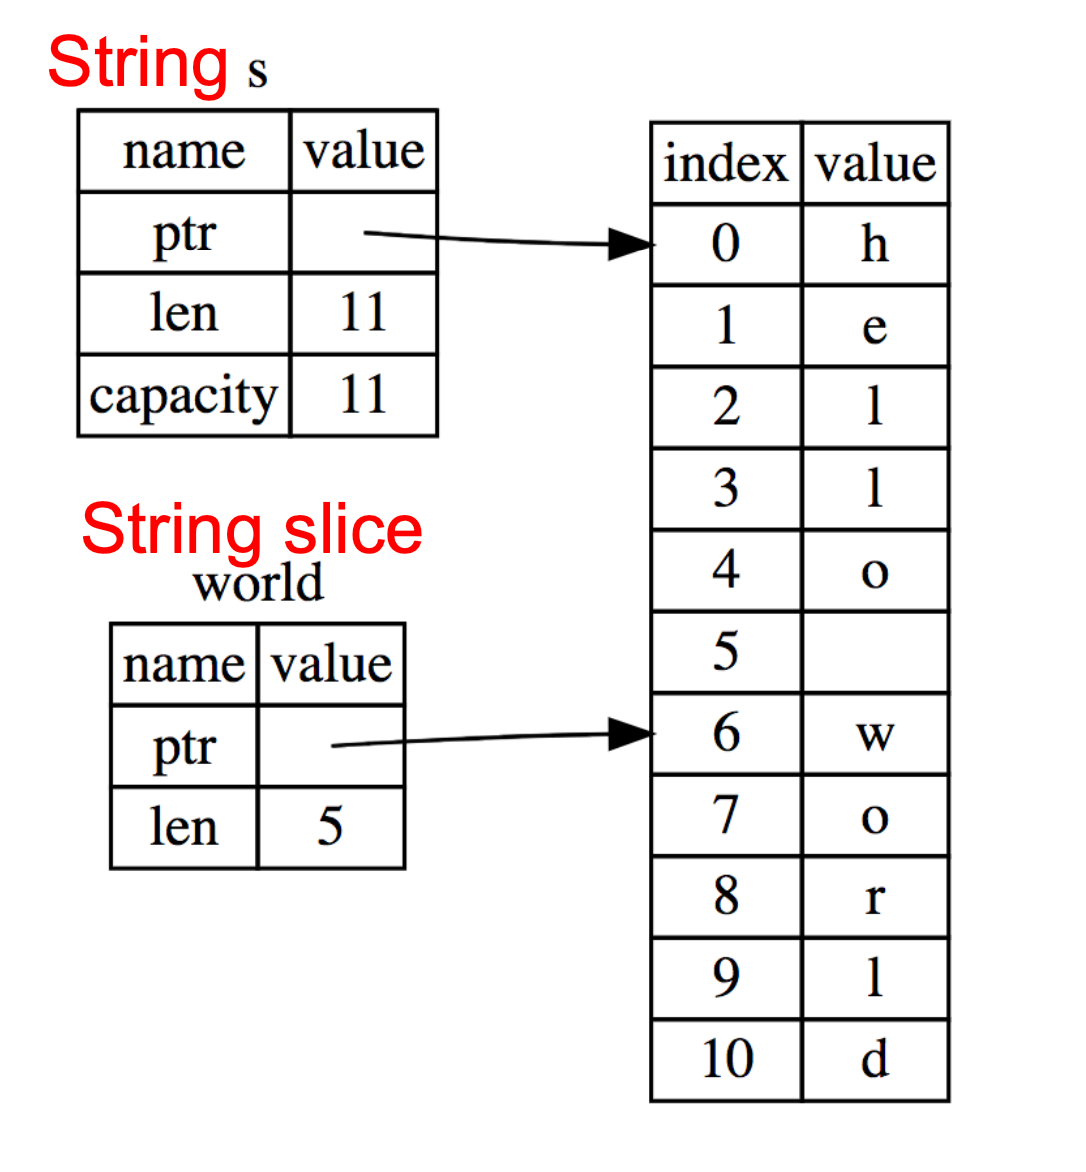 String s
name value
ptr
len 11
capacity 11
String slice
world
name value
ptr
len 5
index value
0 h
1 e
2 l
3 l
4 o
5
6 w
7 o
8 r
9 l
10 d